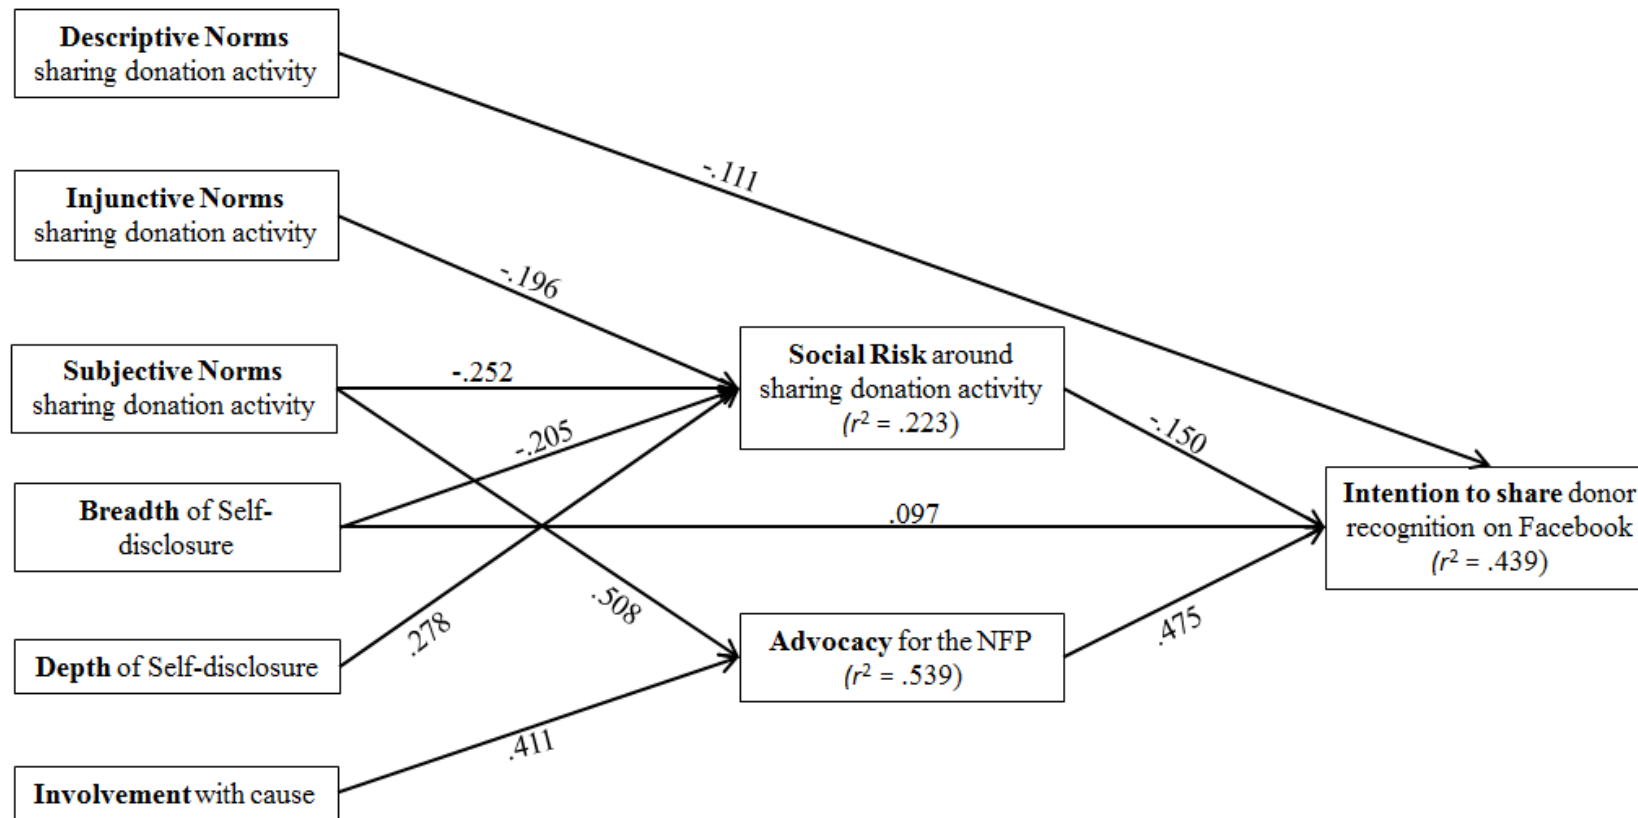 Descriptive Norms
sharing donation activity
-.111
Injunctive Norms
sharing donation activity
-.196
Subjective Norms
sharing donation activity
-.252
Social Risk around
sharing donation activity
(r² = .223)
-.150
-.205
Breadth of Self-
disclosure
.097
Intention to share donor
recognition on Facebook
(r² = .439)
.508
.278
Depth of Self-disclosure
Advocacy for the NFP
(r² = .539)
.475
.411
Involvement with cause